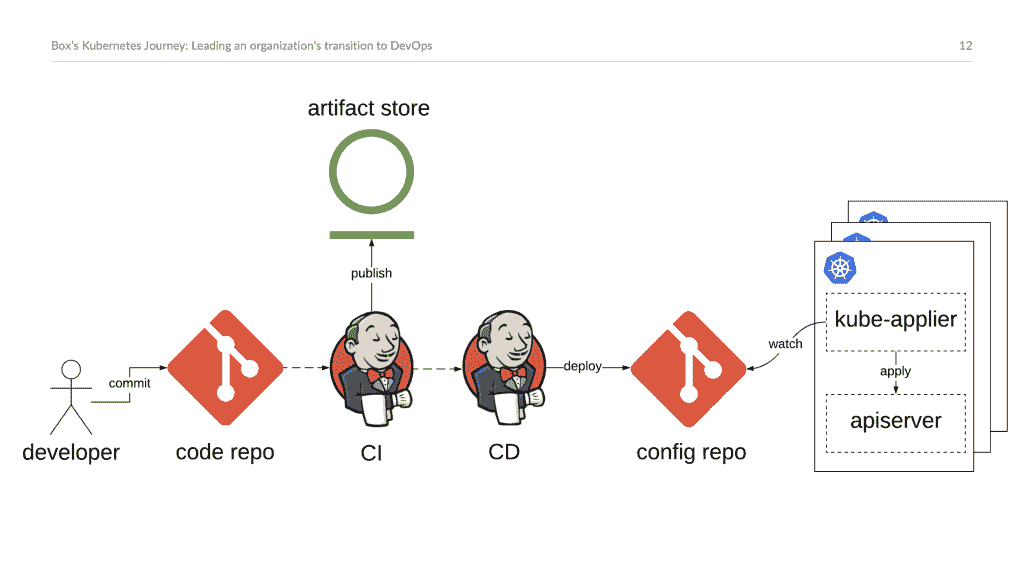 Box's Kubernetes Journey: Leading an organization's transition to DevOps
12
artifact store
publish
commit
deploy
watch
kube-applier
apply
apiserver
developer
code repo
CI
CD
config repo